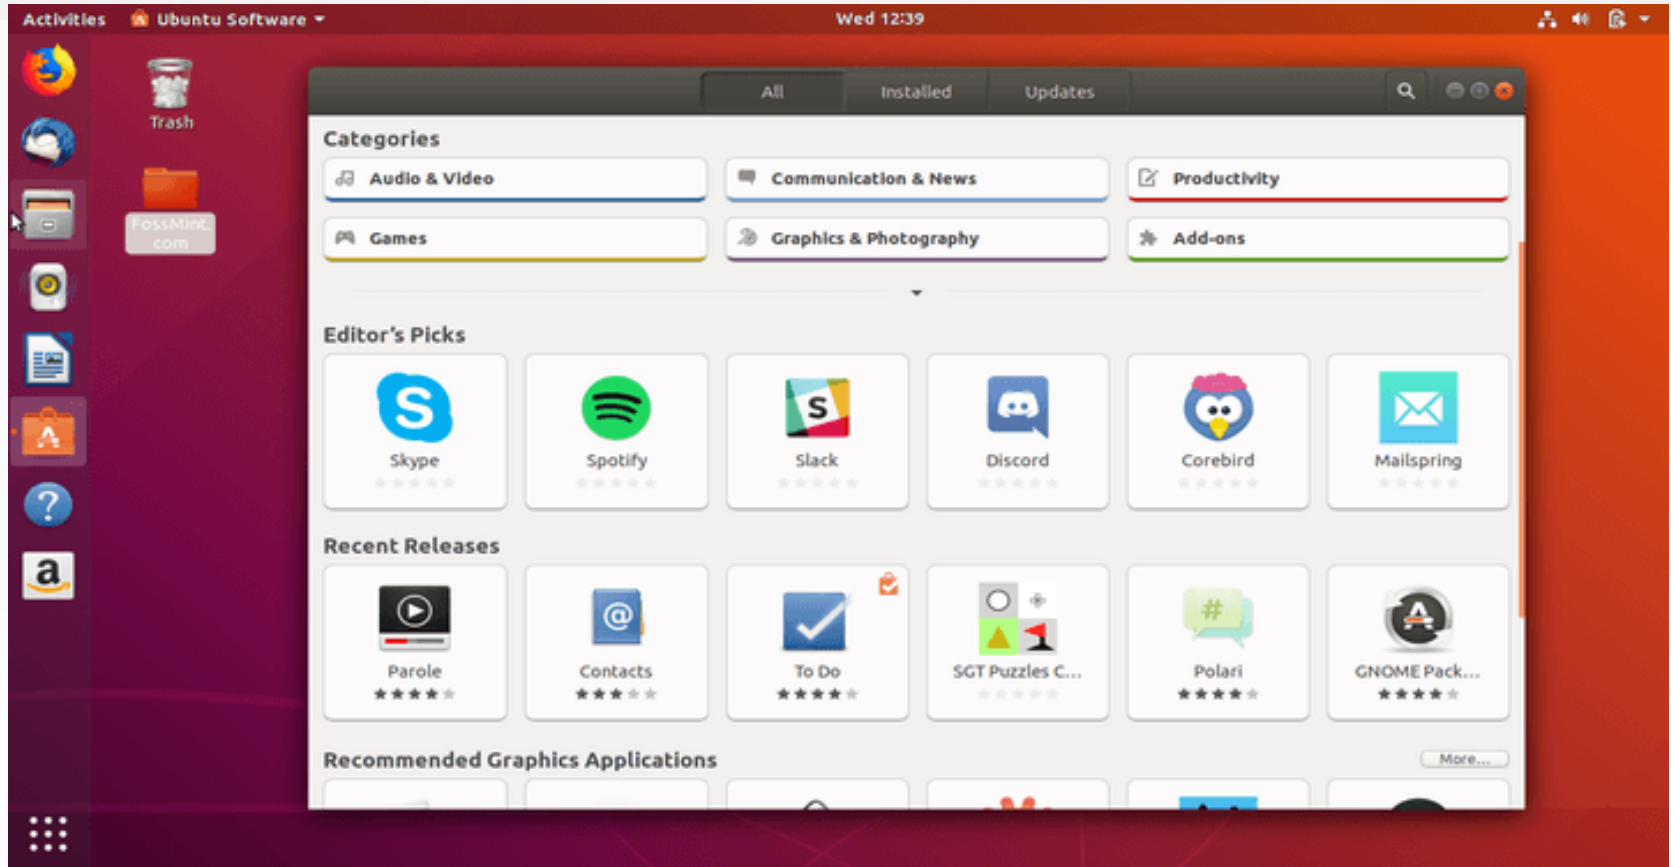 Activities
Ubuntu Software
Wed 12:39
Trash
FossMint.
com
All
Installed
Updates
Categories
Audio & Video
Communication & News
Productivity
Games
Graphics & Photography
Add-ons
Editor's Picks
S
S
Skype
Spotify
Slack
Discord
Corebird
Mailspring
Recent Releases
@
#
A
Parole
Contacts
To Do
SGT Puzzles C...
Polari
GNOME Pack...
Recommended Graphics Applications
More...
A
?
a